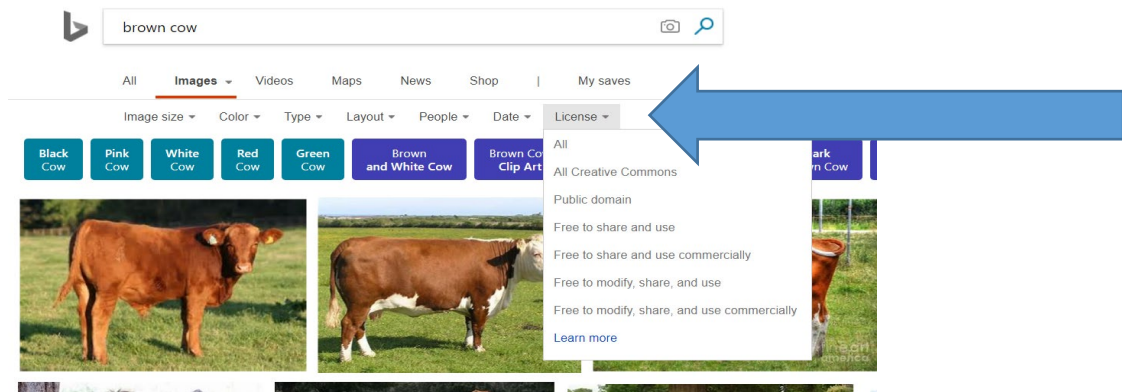 brown cow
All Images Videos Maps News Shop | My saves
Image size Color Type Layout People Date License
Black Cow
Pink Cow
White Cow
Red Cow
Green Cow
Brown and White Cow
Brown Co
Clip Art
ark
n Cow
All
All Creative Commons
Public domain
Free to share and use
Free to share and use commercially
Free to modify, share, and use
Free to modify, share, and use commercially
Learn more
america